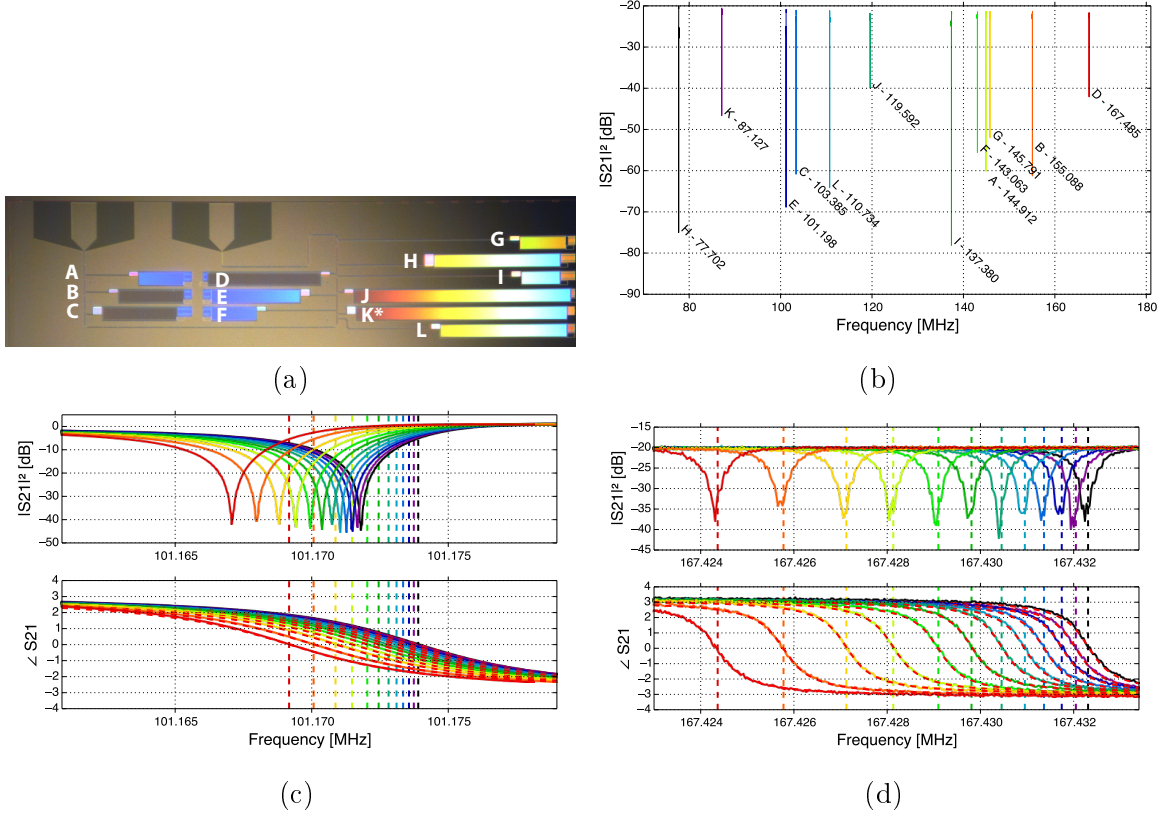 A
B
C
D
E
F
G
H
I
J
K*
L
(a)
|S21|² [dB]
−20
−30
−40
−50
−60
−70
−80
−90
H - 77.702
K - 87.127
E - 101.198
C - 103.385
L - 110.734
J - 119.592
I - 137.380
F - 143.063
A - 144.912
G - 145.791
B - 155.088
D - 167.485
80 100 120 140 160 180
Frequency [MHz]
(b)
|S21|² [dB]
0
−10
−20
−30
−40
−50
101.165 101.170 101.175
∠ S21
4
3
2
1
0
−1
−2
−3
−4
101.165 101.170 101.175
Frequency [MHz]
(c)
|S21|² [dB]
−15
−20
−25
−30
−35
−40
−45
167.424 167.426 167.428 167.430 167.432
∠ S21
4
3
2
1
0
−1
−2
−3
−4
167.424 167.426 167.428 167.430 167.432
Frequency [MHz]
(d)